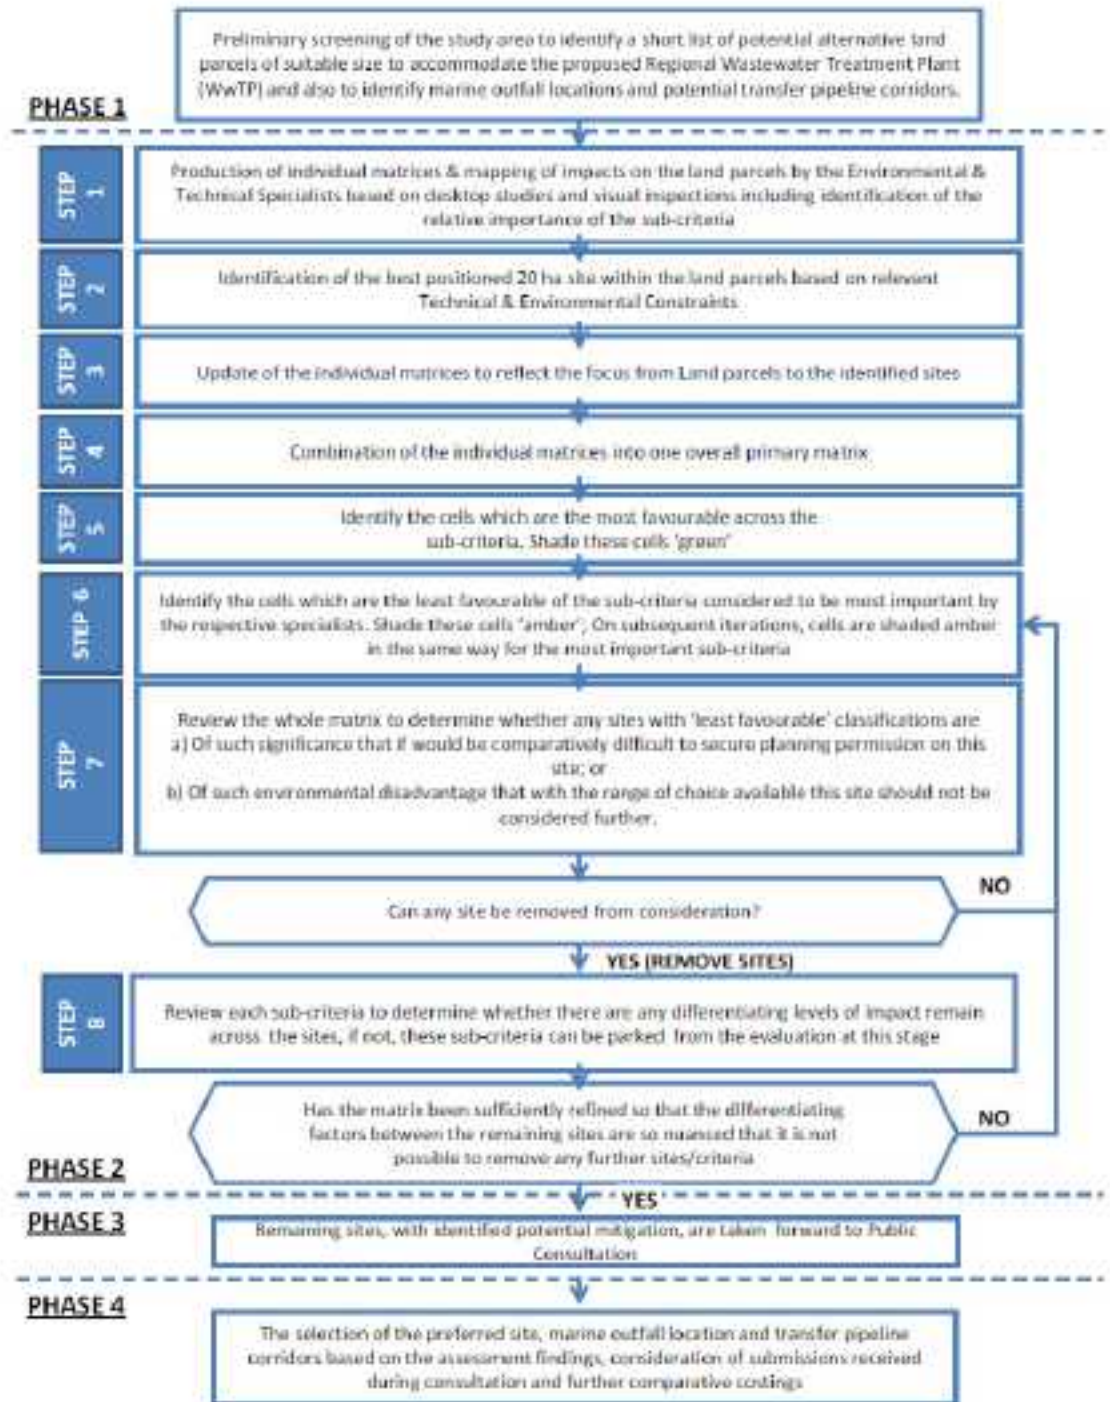 Preliminary screening of the study area to identify a short list of potential alternative land
parcels of suitable size to accommodate the proposed Regional Wastewater Treatment Plant
(WwTP) and also to identify marine outfall locations and potential transfer pipeline corridors.
PHASE 1
STEP 1
Production of individual matrices & mapping of impacts on the land parcels by the Environmental &
Technical Specialists based on desktop studies and visual inspections including identification of the
relative importance of the sub-criteria
STEP 2
Identification of the best positioned 20 ha site within the land parcels based on relevant
Technical & Environmental Constraints
STEP 3
Update of the individual matrices to reflect the focus from Land parcels to the identified sites
STEP 4
Combination of the individual matrices into one overall primary matrix
STEP 5
Identify the cells which are the most favourable across the
sub-criteria. Shade these cells 'green'
STEP 6
Identify the cells which are the least favourable of the sub-criteria considered to be most important by
the respective specialists. Shade these cells 'amber', On subsequent iterations, cells are shaded amber
in the same way for the most important sub-criteria
STEP 7
Review the whole matrix to determine whether any sites with 'least favourable' classifications are
a) Of such significance that if would be comparatively difficult to secure planning permission on this
site; or
b) Of such environmental disadvantage that with the range of choice available this site should not be
considered further.
Can any site be removed from consideration?
NO
YES (REMOVE SITES)
STEP 8
Review each sub-criteria to determine whether there are any differentiating levels of impact remain
across the sites, if not, these sub-criteria can be parked from the evaluation at this stage
Has the matrix been sufficiently refined so that the differentiating
factors between the remaining sites are so nuanced that it is not
possible to remove any further sites/criteria
NO
PHASE 2
YES
PHASE 3
Remaining sites, with identified potential mitigation, are taken forward to Public
Consultation
PHASE 4
The selection of the preferred site, marine outfall location and transfer pipeline
corridors based on the assessment findings, consideration of submissions received
during consultation and further comparative costings